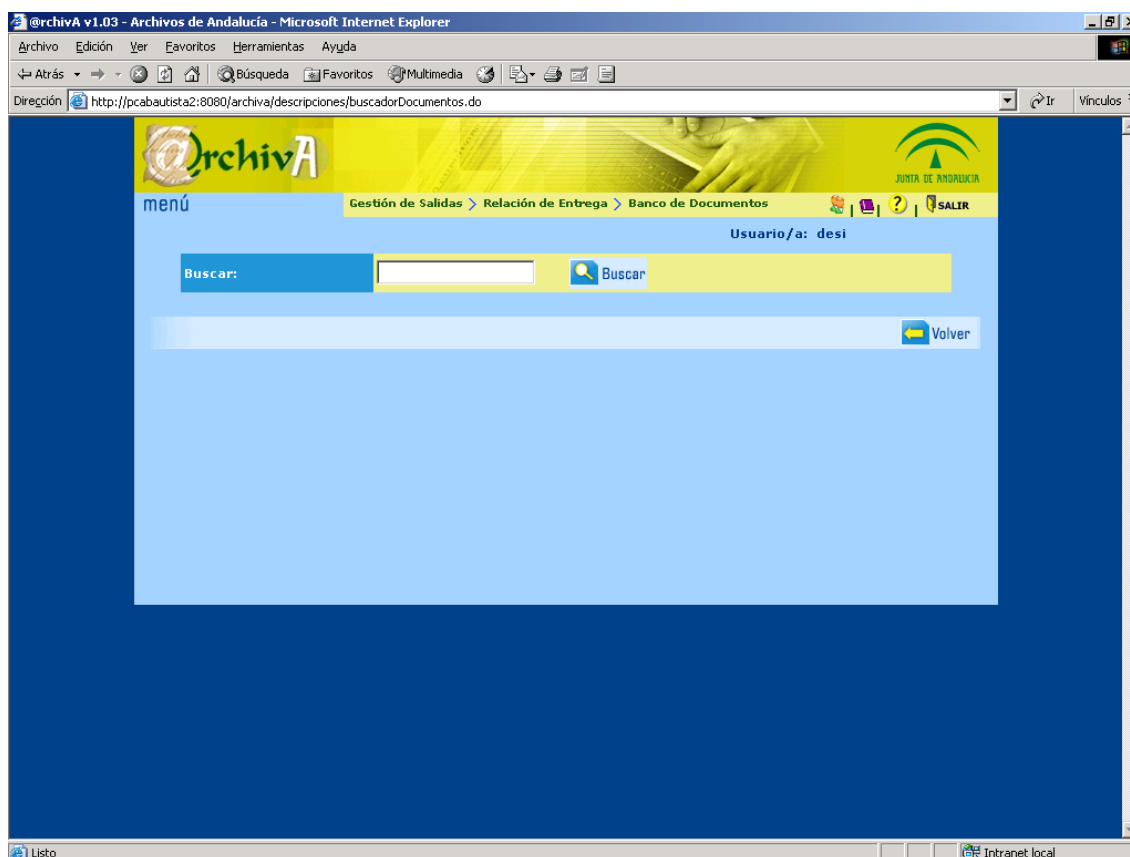 @rchivA v1.03 - Archivos de Andalucía - Microsoft Internet Explorer
Archivo Edición Ver Favoritos Herramientas Ayuda
Atrás Búsqueda Favoritos Multimedia
Dirección http://pcabautista2:8080/archiva/descripciones/buscadorDocumentos.do Ir Vínculos
@rchivA
JUNTA DE ANDALUCIA
menú Gestión de Salidas > Relación de Entrega > Banco de Documentos ? SALIR
Usuario/a: desi
Buscar: Buscar
Volver
Listo Intranet local